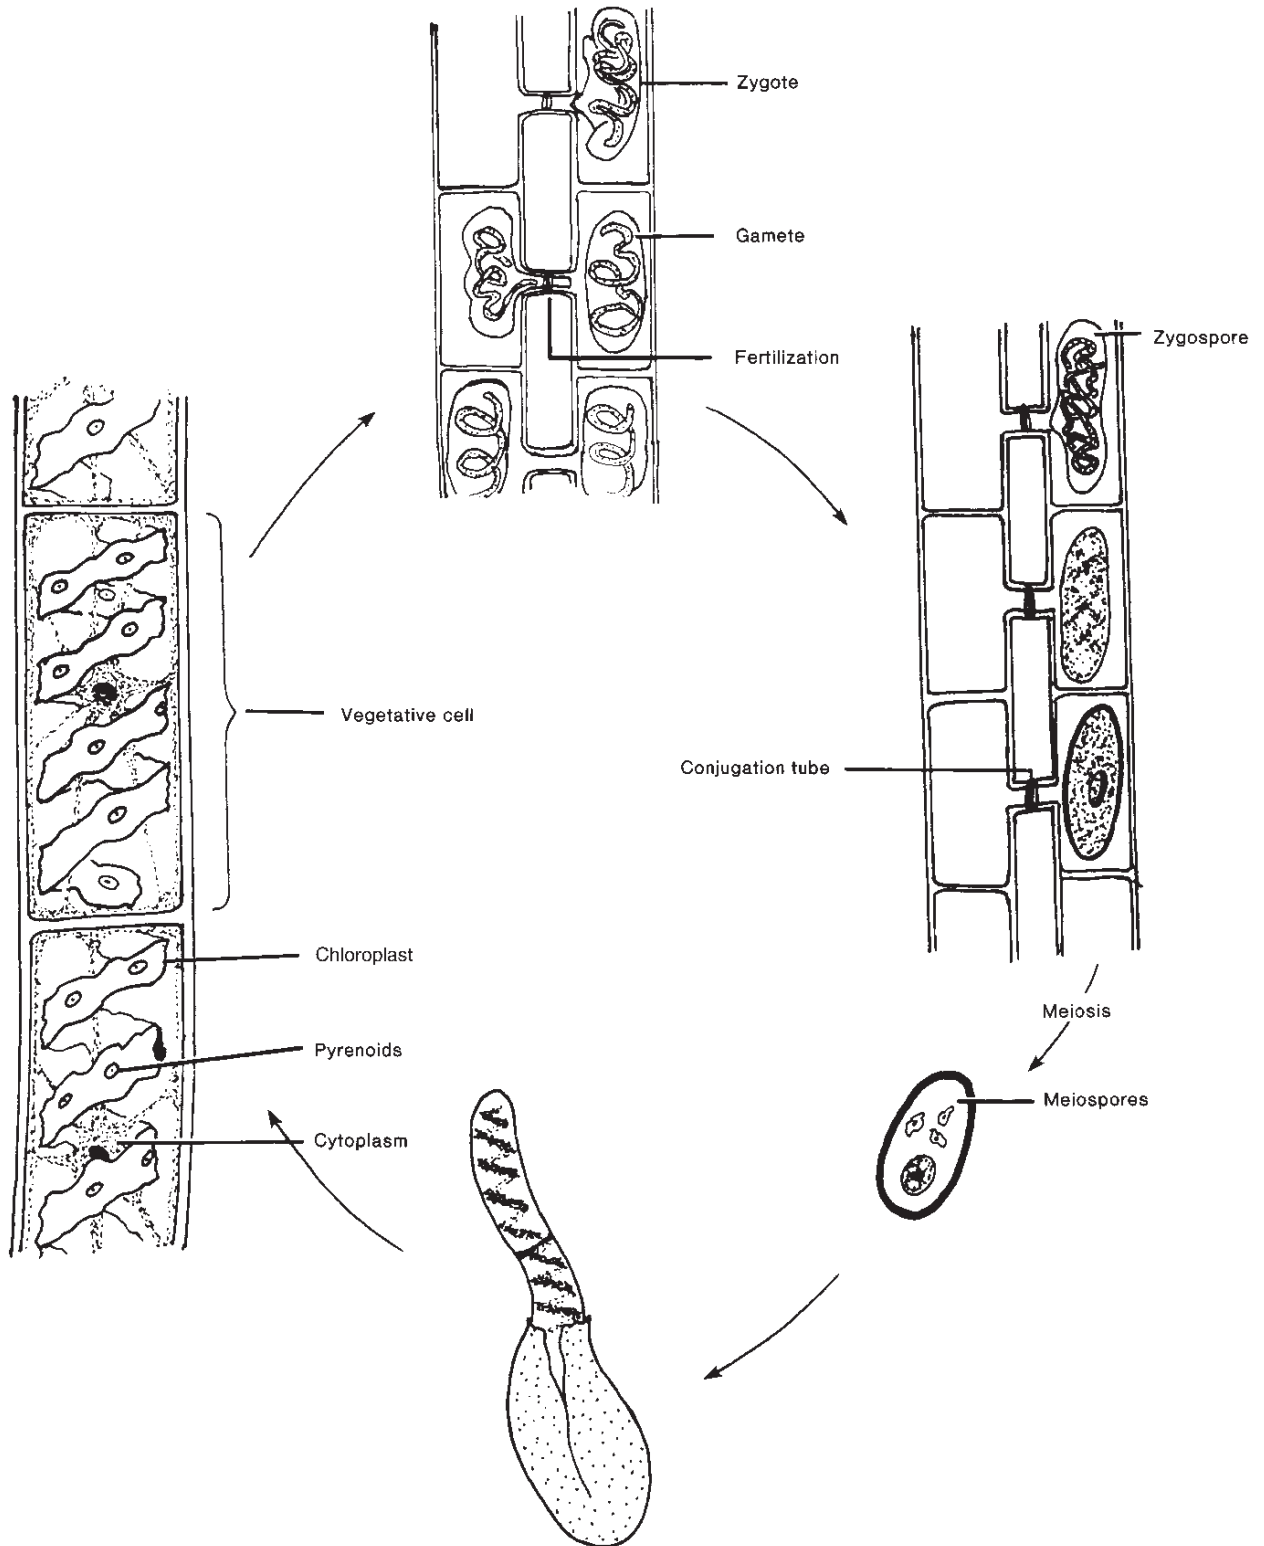 Zygote
Gamete
Fertilization
Zygospore
Vegetative cell
Conjugation tube
Chloroplast
Meiosis
Pyrenoids
Meiospores
Cytoplasm